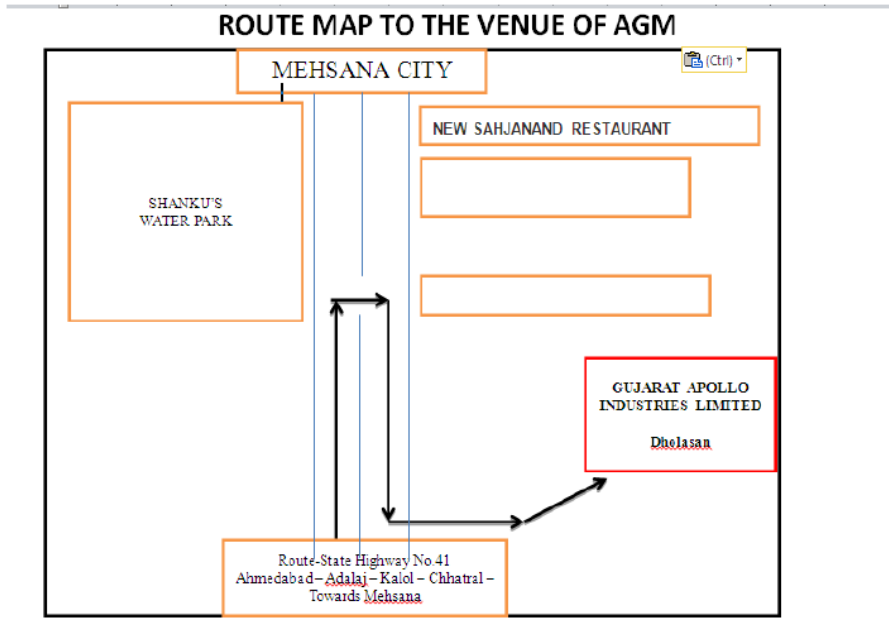 ROUTE MAP TO THE VENUE OF AGM
(Ctrl)
MEHSANA CITY
NEW SAHJANAND RESTAURANT
SHANKU'S
WATER PARK
GUJARAT APOLLO
INDUSTRIES LIMITED
Dholasan
Route-State Highway No.41
Ahmedabad – Adalaj – Kalol – Chhatral –
Towards Mehsana